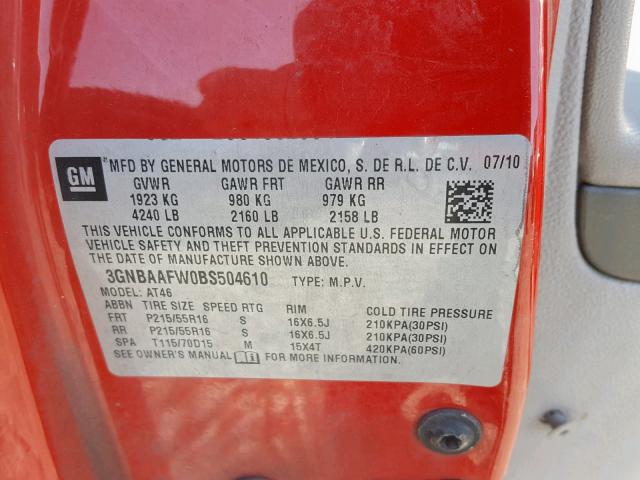 GM
MFD BY GENERAL MOTORS DE MEXICO, S. DE R.L. DE C.V. 07/10
GVWR GAWR FRT GAWR RR
1923 KG 980 KG 979 KG
4240 LB 2160 LB 2158 LB
THIS VEHICLE CONFORMS TO ALL APPLICABLE U.S. FEDERAL MOTOR
VEHICLE SAFETY AND THEFT PREVENTION STANDARDS IN EFFECT ON
THE DATE OF MANUFACTURE SHOWN ABOVE.
3GNBAAFW0BS504610 TYPE: M.P.V.
MODEL: AT46
ABBN TIRE SIZE SPEED RTG RIM COLD TIRE PRESSURE
FRT P215/55R16 S 16X6.5J 210KPA(30PSI)
RR P215/55R16 S 16X6.5J 210KPA(30PSI)
SPA T115/70D15 M 15X4T 420KPA(60PSI)
SEE OWNER'S MANUAL FOR MORE INFORMATION.